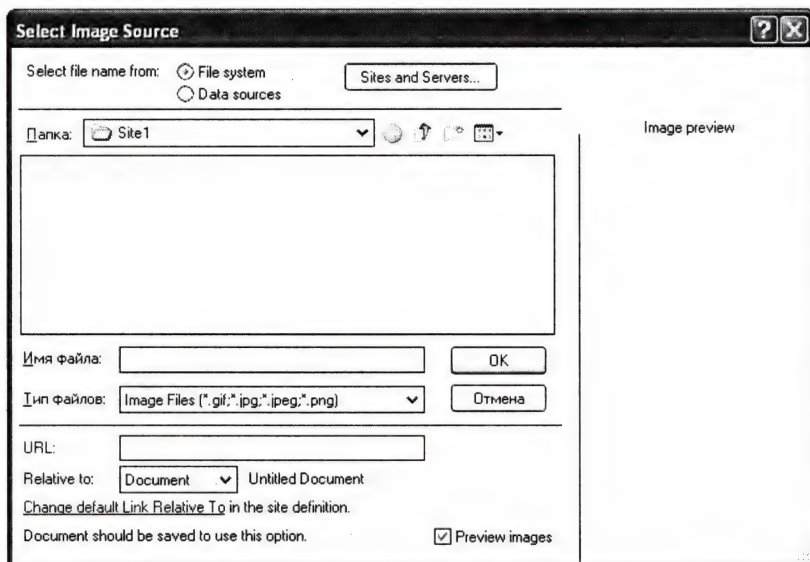 Select Image Source
Select file name from: File system
Data sources
Sites and Servers...
Папка: Site1
Image preview
Имя файла:
OK
Тип файлов: Image Files (*.gif;*.jpg;*.jpeg;*.png)
Отмена
URL:
Relative to: Document Untitled Document
Change default Link Relative To in the site definition.
Document should be saved to use this option.
Preview images